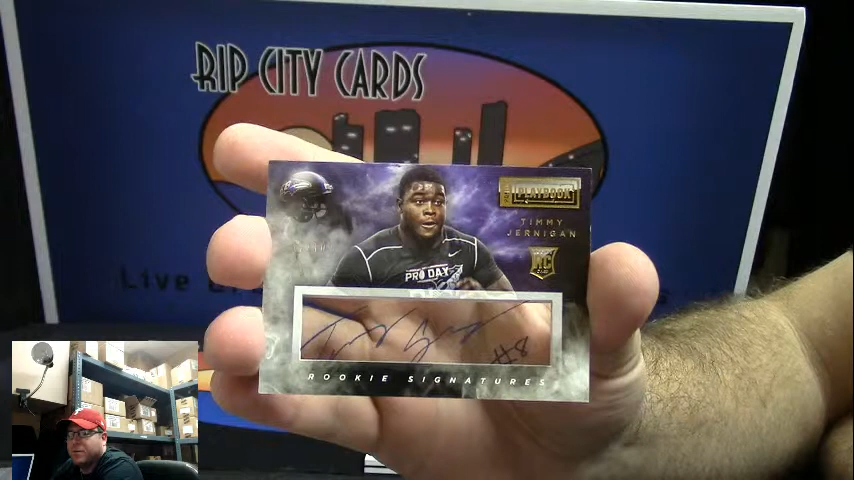 RIP CITY CARDS
PLAYBOOK
TIMMY
JERNIGAN
RC
PRO DAY
Live
#8
ROOKIE SIGNATURES